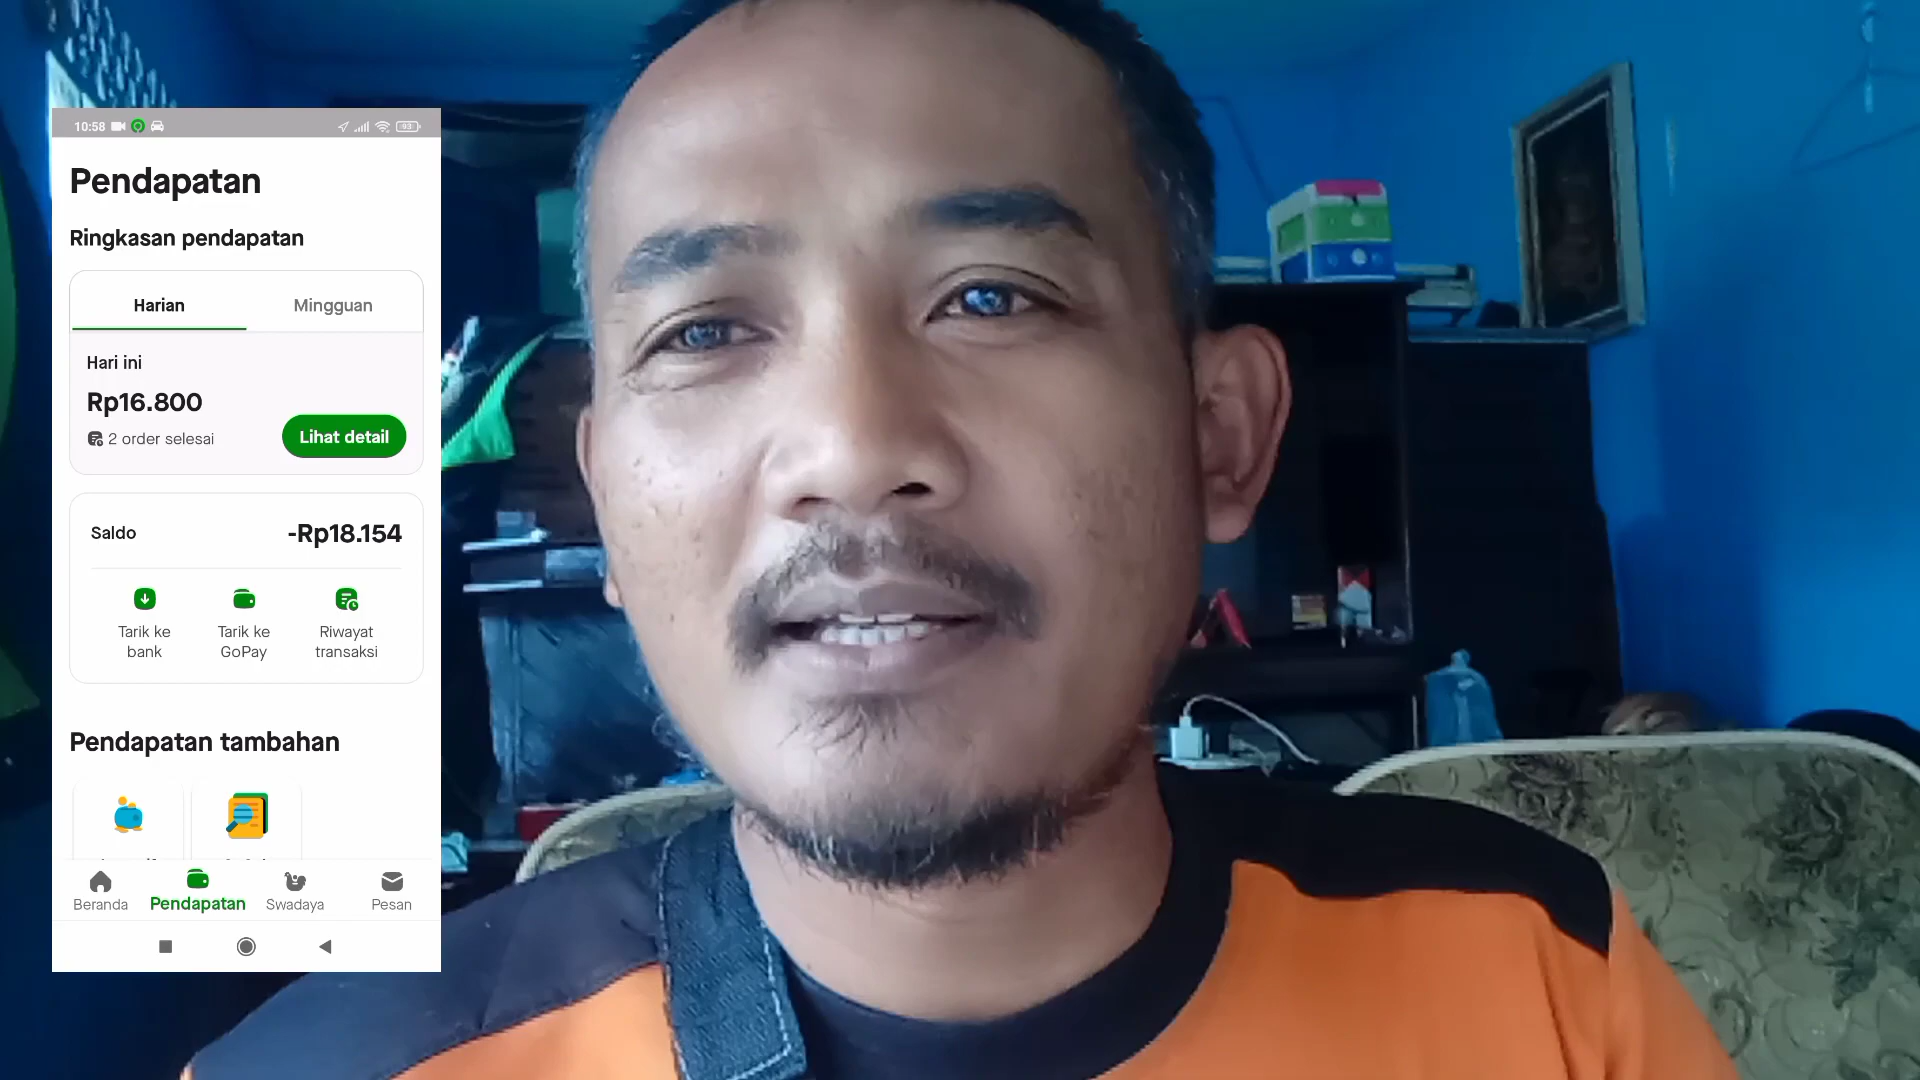 10:58
93
Pendapatan
Ringkasan pendapatan
Harian
Mingguan
Hari ini
Rp16.800
2 order selesai
Lihat detail
Saldo
-Rp18.154
Tarik ke
bank
Tarik ke
GoPay
Riwayat
transaksi
Pendapatan tambahan
Beranda
Pendapatan
Swadaya
Pesan